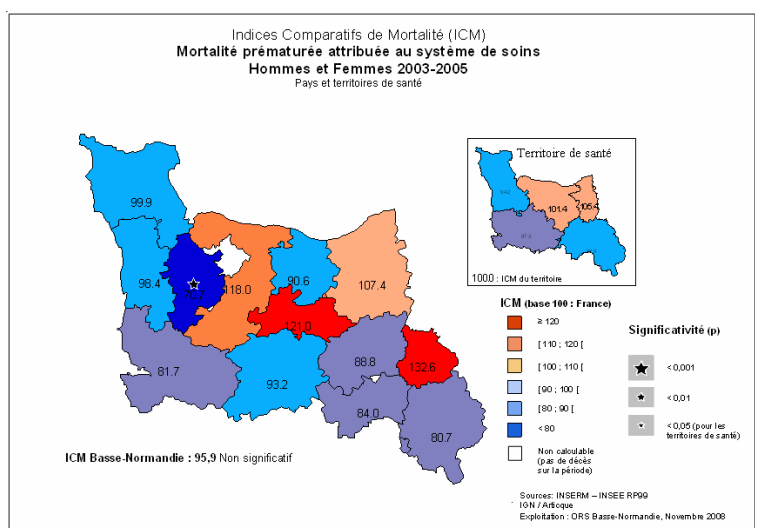 Indices Comparatifs de Mortalité (ICM)
Mortalité prématurée attribuée au système de soins
Hommes et Femmes 2003-2005
Pays et territoires de santé
Territoire de santé
101.4
105.4
100.0 : ICM du territoire
99.9
98.4
70.7
118.0
90.6
107.4
121.0
81.7
93.2
88.8
132.6
84.0
80.7
ICM (base 100 : France)
≥ 120
[ 110 ; 120 [
[ 100 ; 110 [
[ 90 ; 100 [
[ 80 ; 90 [
< 80
Non calculable
(pas de décès
sur la période)
Significativité (p)
< 0,001
< 0,01
< 0,05 (pour les
territoires de santé)
ICM Basse-Normandie : 95,9 Non significatif
Sources: INSERM – INSEE RP99
IGN / Articque
Exploitation : ORS Basse-Normandie, Novembre 2008